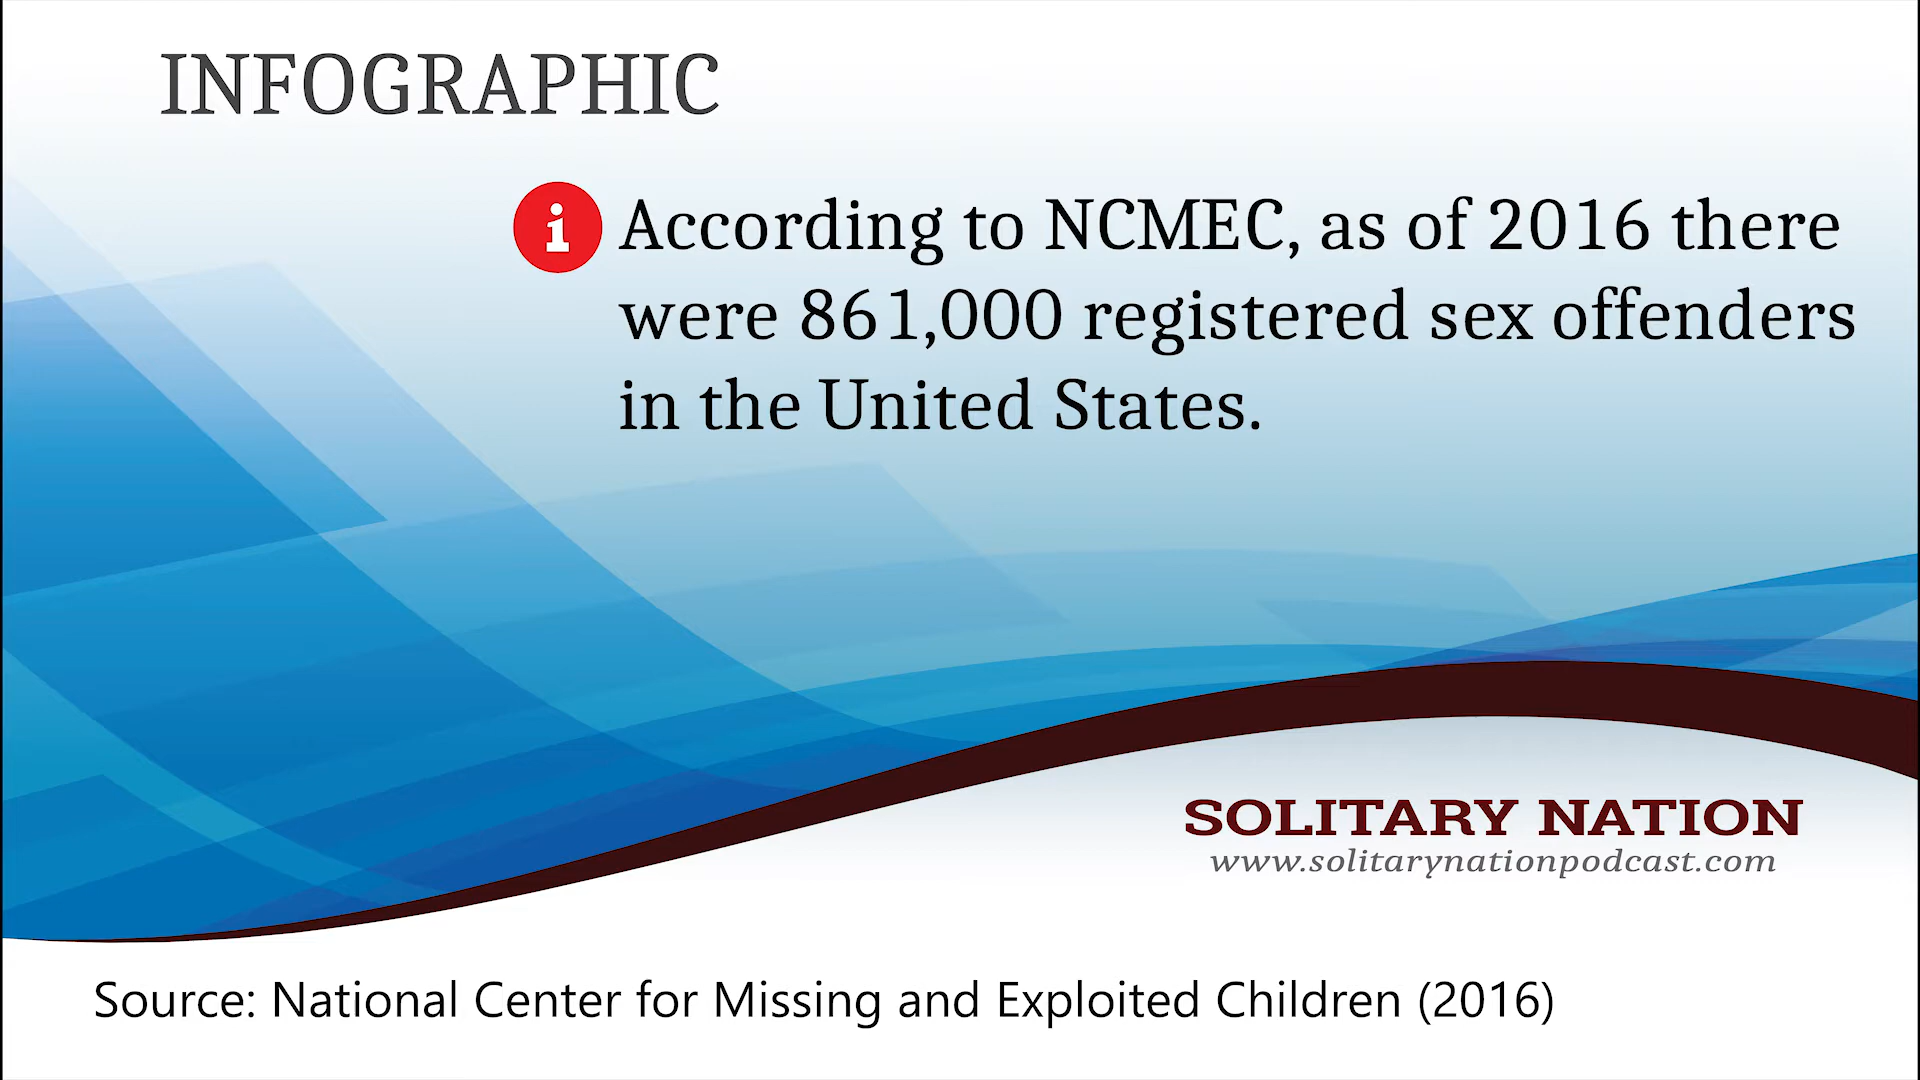 INFOGRAPHIC
i
According to NCMEC, as of 2016 there
were 861,000 registered sex offenders
in the United States.
SOLITARY NATION
www.solitarynationpodcast.com
Source: National Center for Missing and Exploited Children (2016)